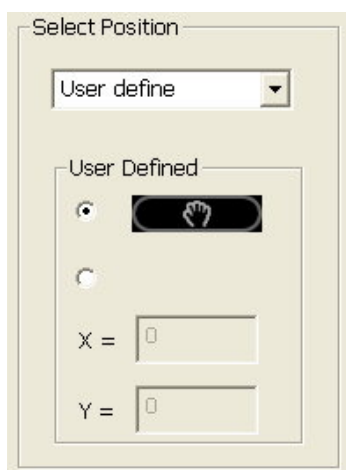 Select Position
User define
User Defined
X = 0
Y = 0